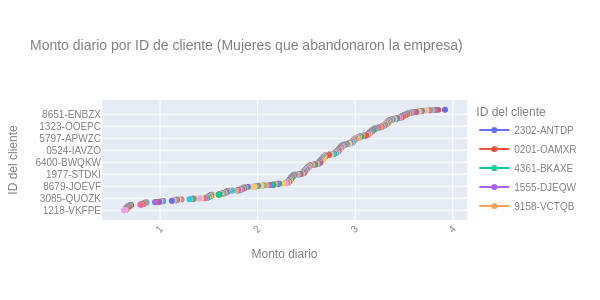 Monto diario por ID de cliente (Mujeres que abandonaron la empresa)
ID del cliente
8651-ENBZX
1323-OOEPC
5797-APWZC
0524-IAVZO
6400-BWQKW
1977-STDKI
8679-JOEVF
3085-QUOZK
1218-VKFPE
1
2
3
4
Monto diario
ID del cliente
2302-ANTDP
0201-OAMXR
4361-BKAXE
1555-DJEQW
9158-VCTQB